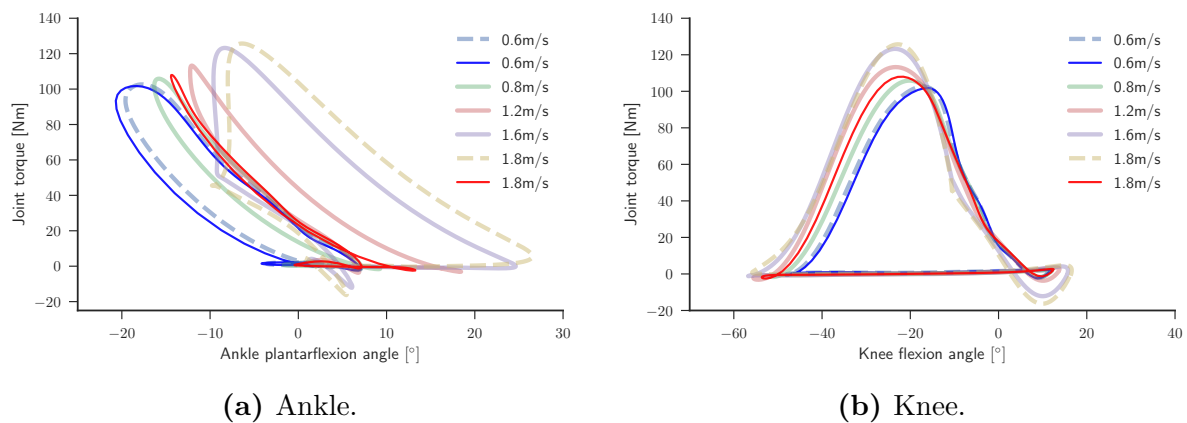 140
120
100
80
60
40
20
0
−20
Joint torque [Nm]
−20 −10 0 10 20 30
Ankle plantarflexion angle [°]
0.6m/s
0.6m/s
0.8m/s
1.2m/s
1.6m/s
1.8m/s
1.8m/s
(a) Ankle.
140
120
100
80
60
40
20
0
−20
Joint torque [Nm]
−60 −40 −20 0 20 40
Knee flexion angle [°]
0.6m/s
0.6m/s
0.8m/s
1.2m/s
1.6m/s
1.8m/s
1.8m/s
(b) Knee.